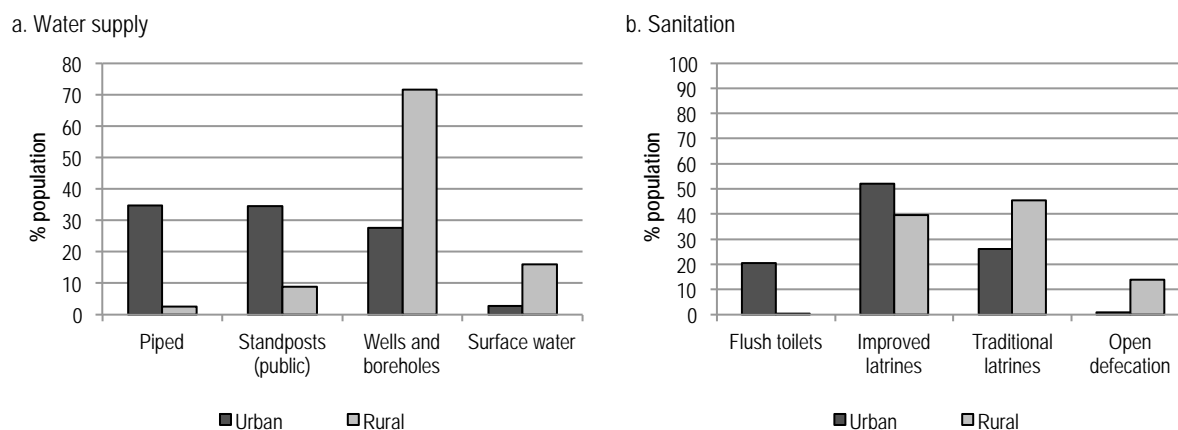 a. Water supply
80
70
60
50
40
30
20
10
0
% population
Piped
Standposts
(public)
Wells and
boreholes
Surface water
Urban
Rural
b. Sanitation
100
90
80
70
60
50
40
30
20
10
0
% population
Flush toilets
Improved
latrines
Traditional
latrines
Open
defecation
Urban
Rural